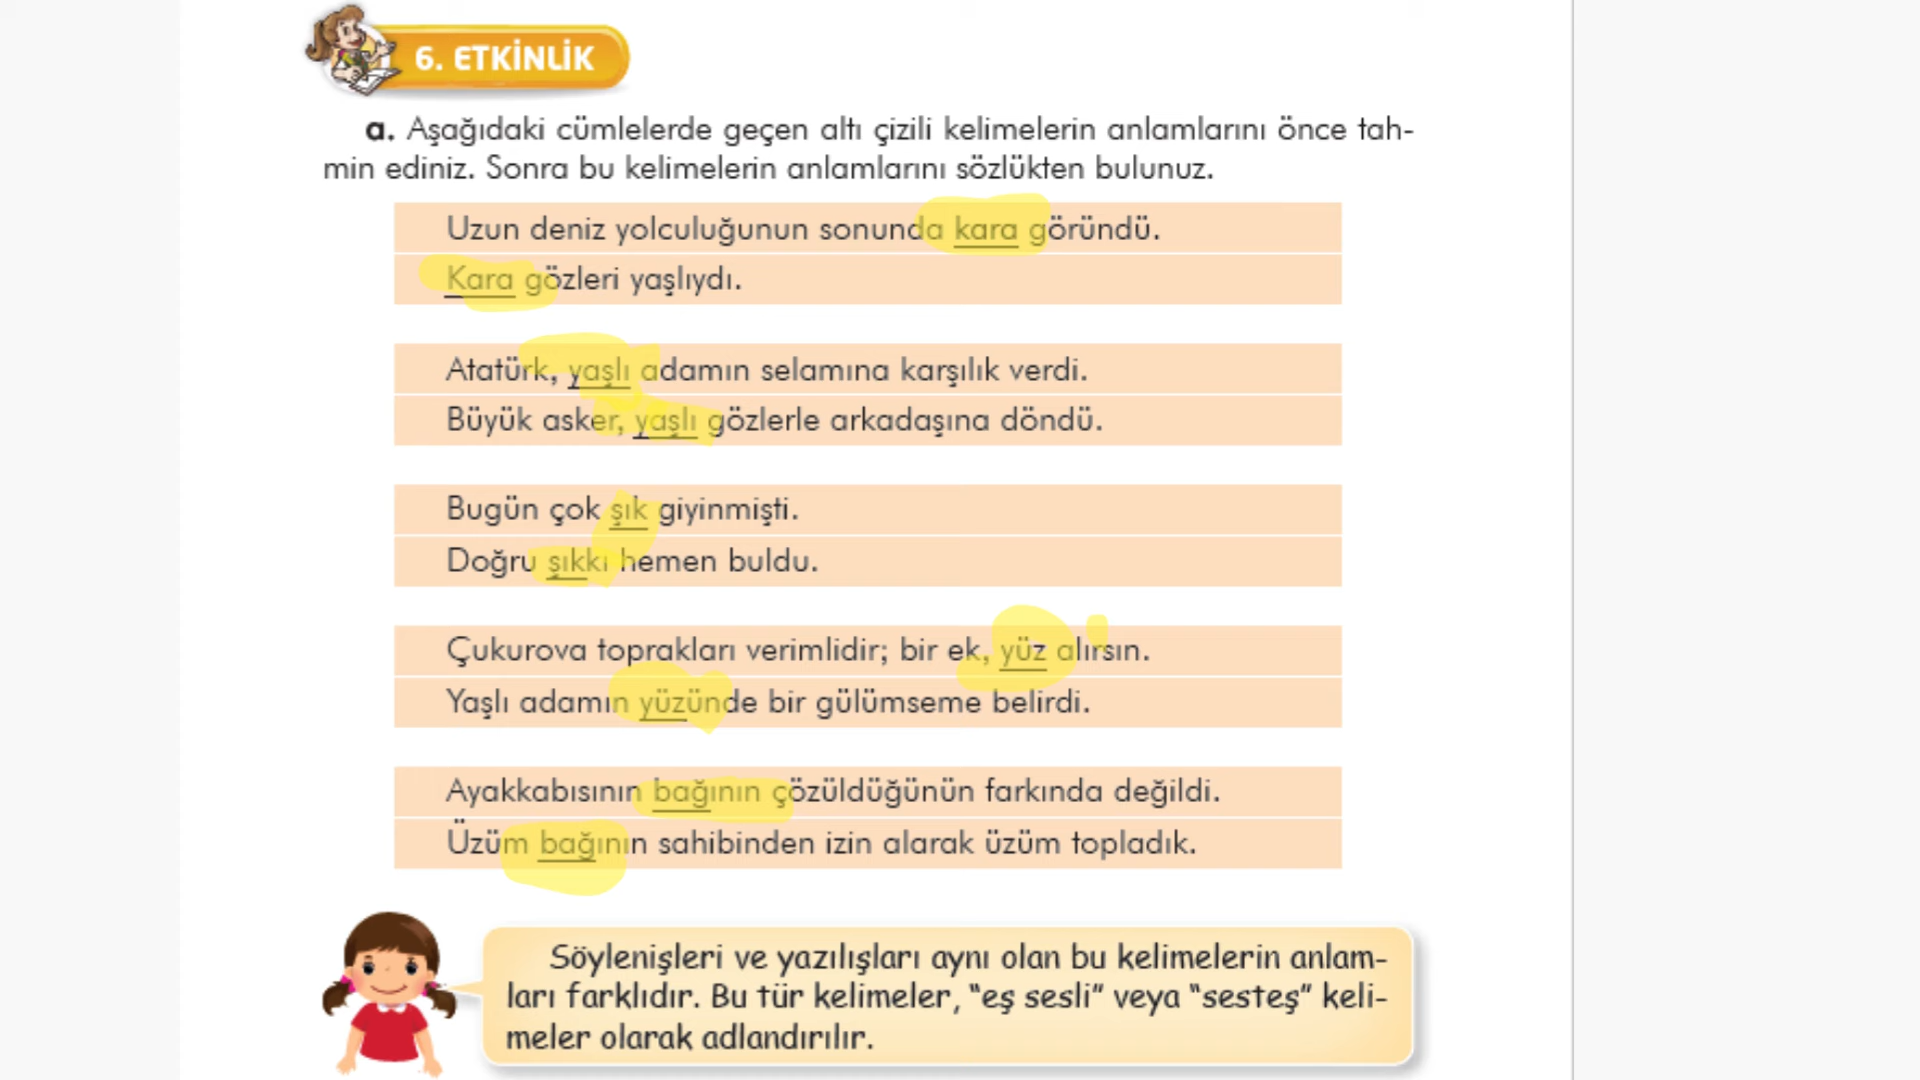 6. ETKİNLİK
a. Aşağıdaki cümlelerde geçen altı çizili kelimelerin anlamlarını önce tah-
min ediniz. Sonra bu kelimelerin anlamlarını sözlükten bulunuz.
Uzun deniz yolculuğunun sonunda kara göründü.
Kara gözleri yaşlıydı.
Atatürk, yaşlı adamın selamına karşılık verdi.
Büyük asker, yaşlı gözlerle arkadaşına döndü.
Bugün çok şık giyinmişti.
Doğru şıkkı hemen buldu.
Çukurova toprakları verimlidir; bir ek, yüz alırsın.
Yaşlı adamın yüzünde bir gülümseme belirdi.
Ayakkabısının bağının çözüldüğünün farkında değildi.
Üzüm bağının sahibinden izin alarak üzüm topladık.
Söylenişleri ve yazılışları aynı olan bu kelimelerin anlam-
ları farklıdır. Bu tür kelimeler, “eş sesli” veya “sesteş” keli-
meler olarak adlandırılır.